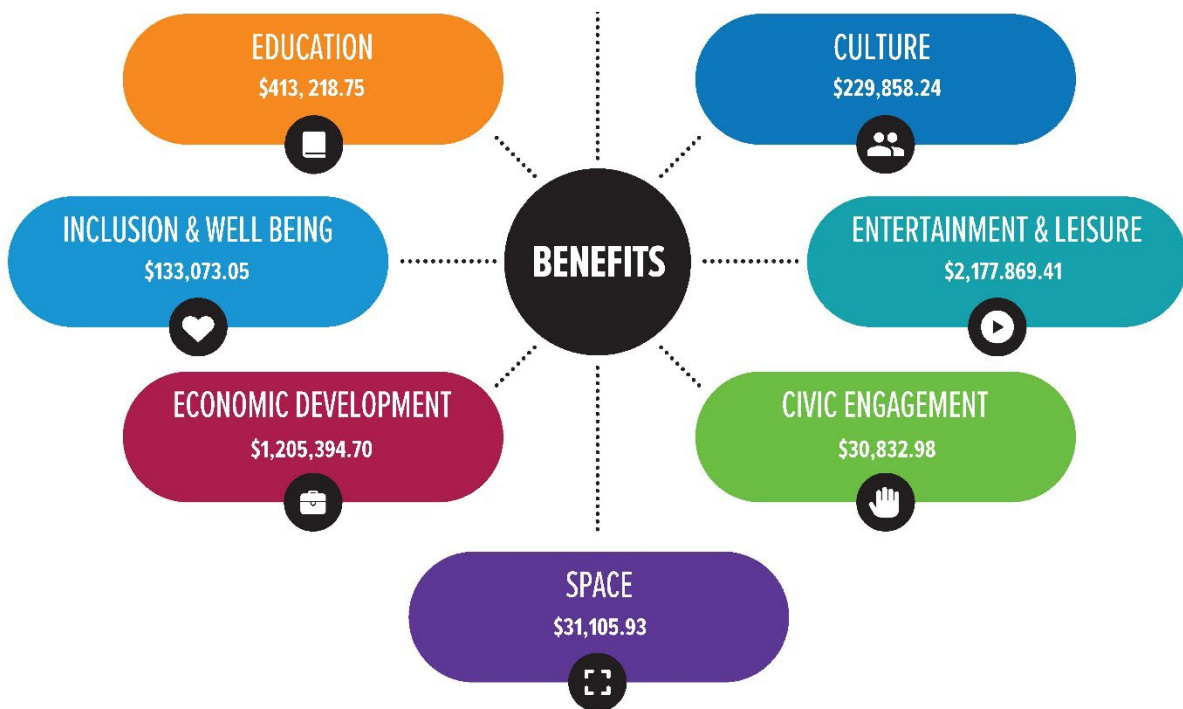 EDUCATION
$413, 218.75
CULTURE
$229,858.24
INCLUSION & WELL BEING
$133,073.05
BENEFITS
ENTERTAINMENT & LEISURE
$2,177.869.41
ECONOMIC DEVELOPMENT
$1,205,394.70
CIVIC ENGAGEMENT
$30,832.98
SPACE
$31,105.93